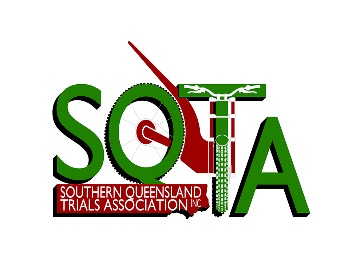 SQTA
SOUTHERN QUEENSLAND
TRIALS ASSOCIATION INC